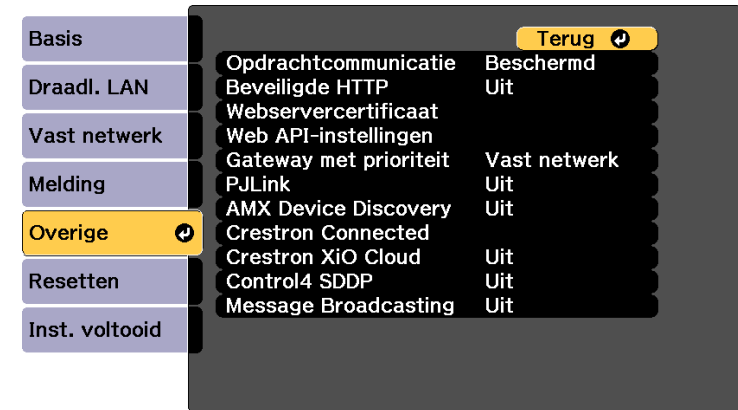 Basis
Draadl. LAN
Vast netwerk
Melding
Overige
Resetten
Inst. voltooid
Terug
Opdrachtcommunicatie Beschermd
Beveiligde HTTP Uit
Webservercertificaat
Web API-instellingen
Gateway met prioriteit Vast netwerk
PJLink Uit
AMX Device Discovery Uit
Crestron Connected
Crestron XiO Cloud Uit
Control4 SDDP Uit
Message Broadcasting Uit